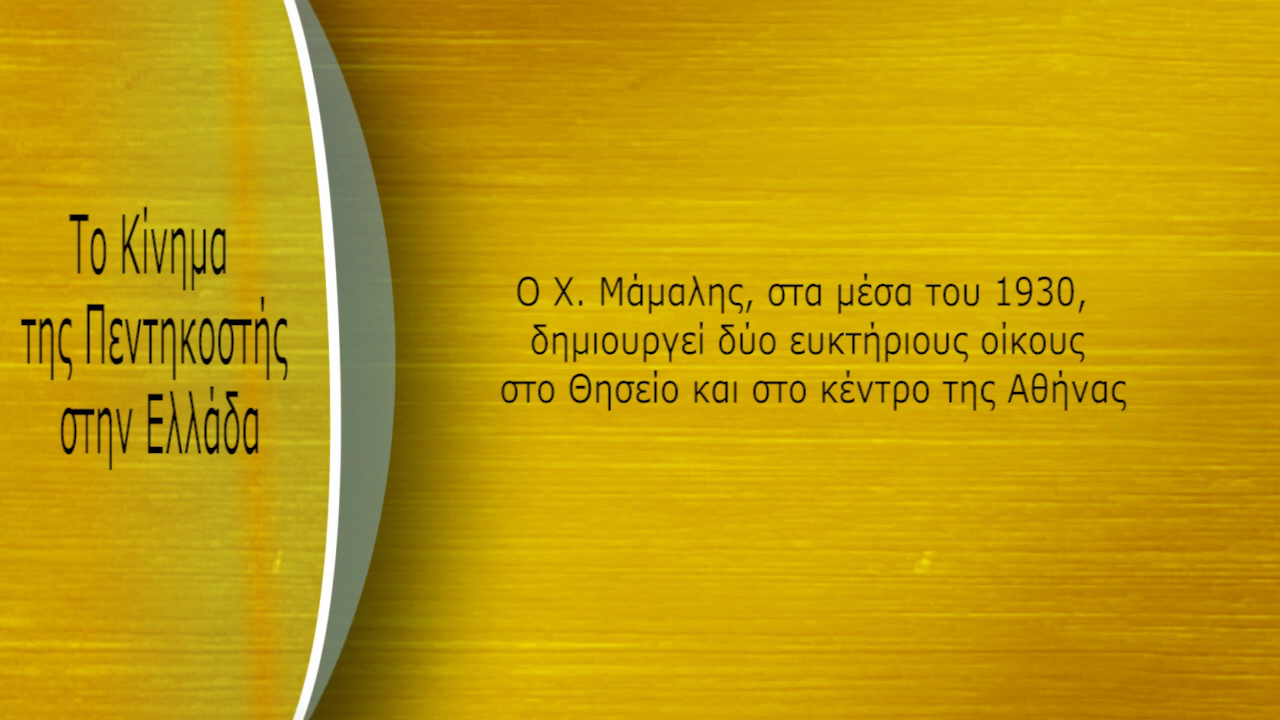 Το Κίνημα
της Πεντηκοστής
στην Ελλάδα
Ο Χ. Μάμαλης, στα μέσα του 1930,
δημιουργεί δύο ευκτήριους οίκους
στο Θησείο και στο κέντρο της Αθήνας